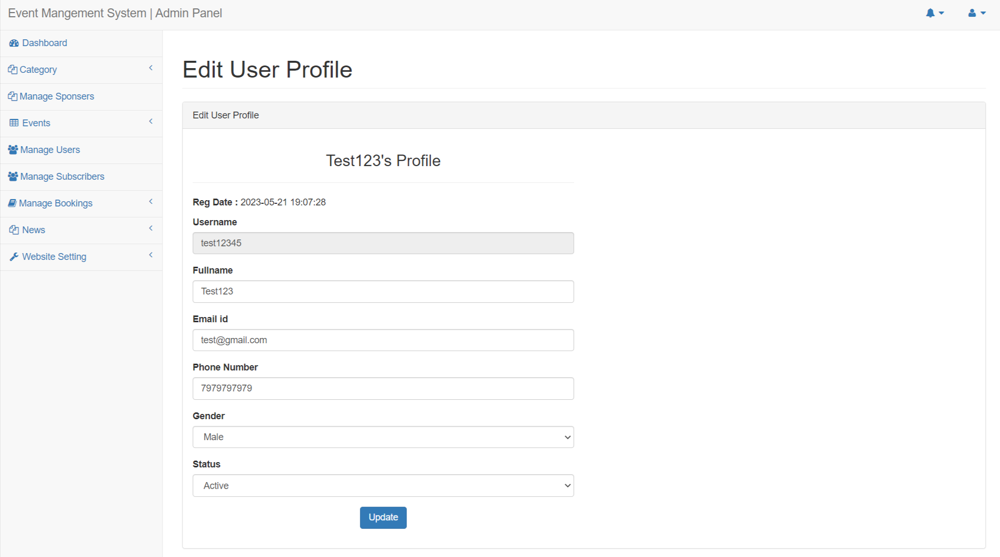 Event Mangement System | Admin Panel
Dashboard
Category
Manage Sponsers
Events
Manage Users
Manage Subscribers
Manage Bookings
News
Website Setting
Edit User Profile
Edit User Profile
Test123's Profile
Reg Date : 2023-05-21 19:07:28
Username
test12345
Fullname
Test123
Email id
test@gmail.com
Phone Number
7979797979
Gender
Male
Status
Active
Update